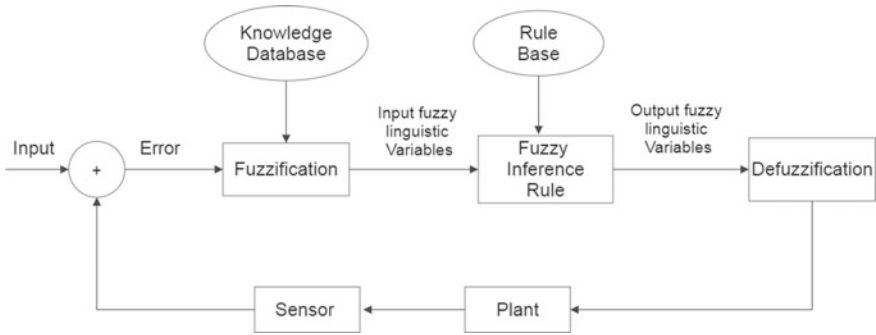 Knowledge
Database
Rule
Base
Input fuzzy
linguistic
Variables
Output fuzzy
linguistic
Variables
Input
Error
+
Fuzzification
Fuzzy
Inference
Rule
Defuzzification
Sensor
Plant